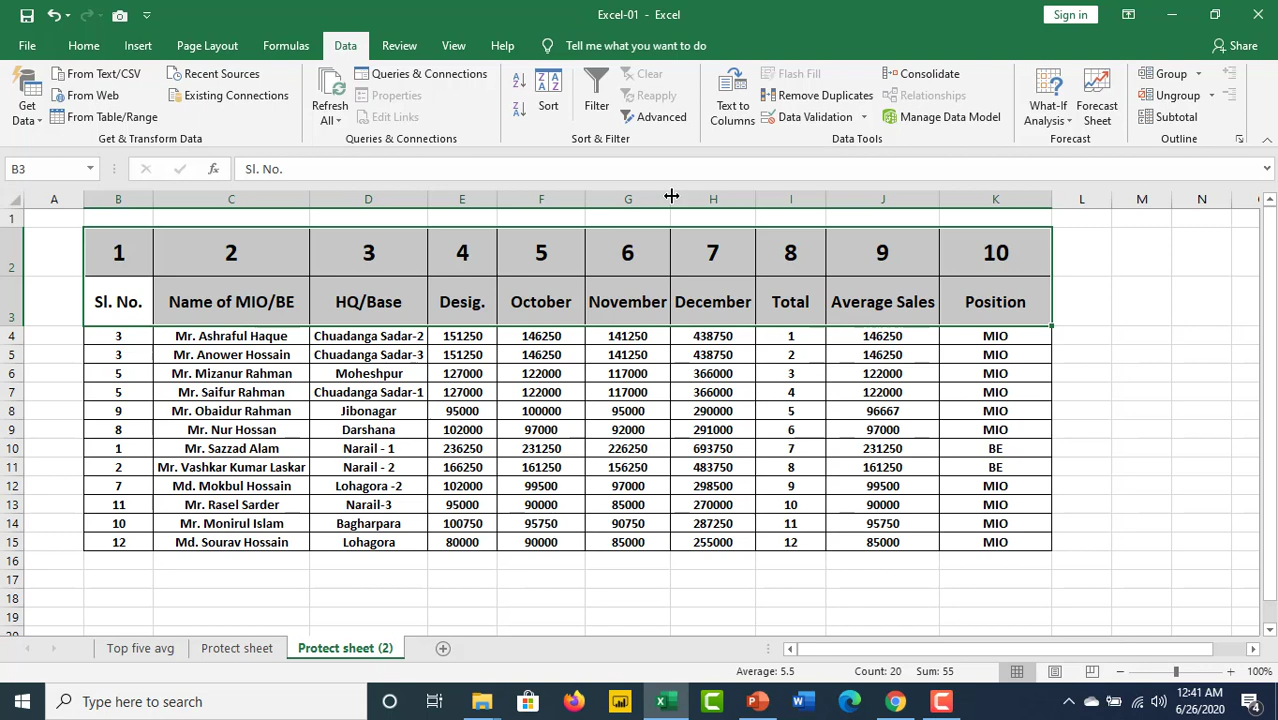 Excel-01 - Excel
Sign in
File Home Insert Page Layout Formulas Data Review View Help Tell me what you want to do Share
Get Data From Text/CSV From Web From Table/Range Recent Sources Existing Connections
Get & Transform Data
Refresh All Queries & Connections Properties Edit Links
Queries & Connections
Sort Filter Clear Reapply Advanced
Sort & Filter
Text to Columns Flash Fill Remove Duplicates Data Validation Consolidate Relationships Manage Data Model
Data Tools
What-If Analysis Forecast Sheet
Forecast
Group Ungroup Subtotal
Outline
B3 fx Sl. No.
A B C D E F G H I J K L M N
1
2 1 2 3 4 5 6 7 8 9 10
3 Sl. No. Name of MIO/BE HQ/Base Desig. October November December Total Average Sales Position
4 3 Mr. Ashraful Haque Chuadanga Sadar-2 151250 146250 141250 438750 1 146250 MIO
5 3 Mr. Anower Hossain Chuadanga Sadar-3 151250 146250 141250 438750 2 146250 MIO
6 5 Mr. Mizanur Rahman Moheshpur 127000 122000 117000 366000 3 122000 MIO
7 5 Mr. Saifur Rahman Chuadanga Sadar-1 127000 122000 117000 366000 4 122000 MIO
8 9 Mr. Obaidur Rahman Jibonagar 95000 100000 95000 290000 5 96667 MIO
9 8 Mr. Nur Hossan Darshana 102000 97000 92000 291000 6 97000 MIO
10 1 Mr. Sazzad Alam Narail - 1 236250 231250 226250 693750 7 231250 BE
11 2 Mr. Vashkar Kumar Laskar Narail - 2 166250 161250 156250 483750 8 161250 BE
12 7 Md. Mokbul Hossain Lohagora -2 102000 99500 97000 298500 9 99500 MIO
13 11 Mr. Rasel Sarder Narail-3 95000 90000 85000 270000 10 90000 MIO
14 10 Mr. Monirul Islam Bagharpara 100750 95750 90750 287250 11 95750 MIO
15 12 Md. Sourav Hossain Lohagora 80000 90000 85000 255000 12 85000 MIO
16
17
18
19
Top five avg Protect sheet Protect sheet (2)
Average: 5.5 Count: 20 Sum: 55 100%
Type here to search
12:41 AM
6/26/2020
4